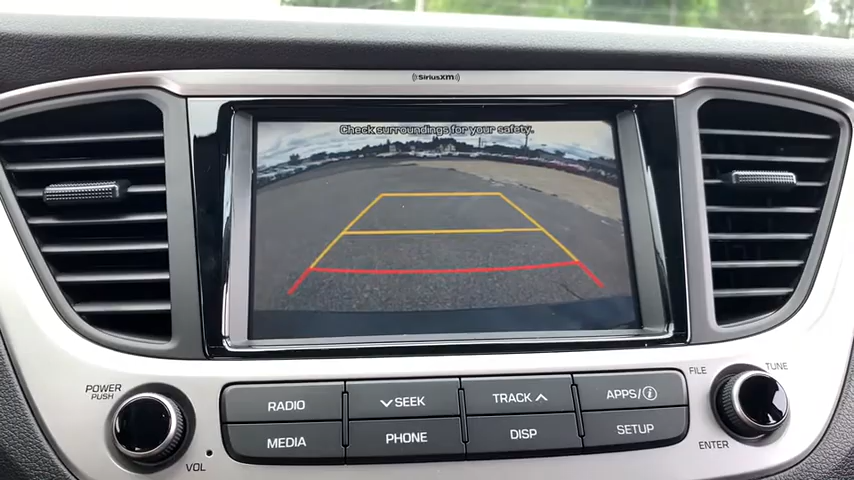 ((SiriusXM))
Check surroundings for your safety.
POWER
PUSH
VOL
RADIO
SEEK
TRACK
APPS/i
MEDIA
PHONE
DISP
SETUP
FILE
TUNE
ENTER